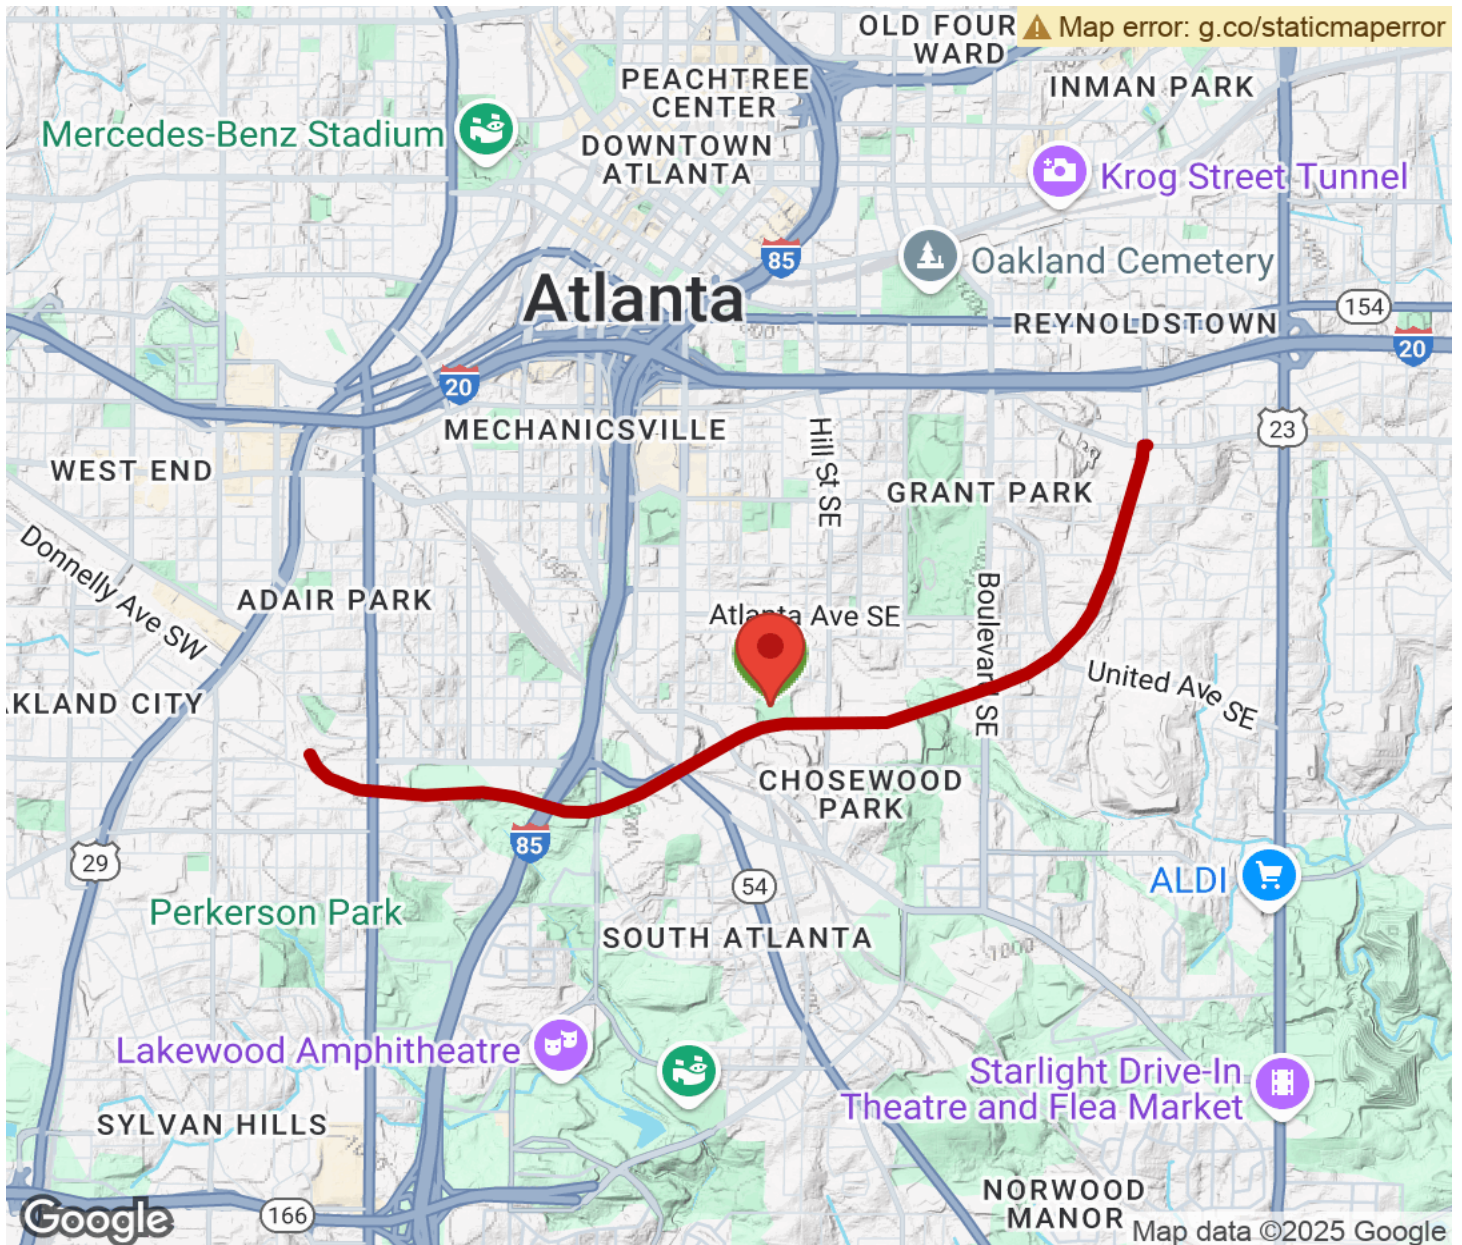 OLD FOUR
WARD
Map error: g.co/staticmaperror
PEACHTREE
CENTER
INMAN PARK
Mercedes-Benz Stadium
DOWNTOWN
ATLANTA
Krog Street Tunnel
85
Oakland Cemetery
Atlanta
154
REYNOLDSTOWN
20
20
MECHANICSVILLE
Hill St SE
23
WEST END
GRANT PARK
Donnelly Ave SW
ADAIR PARK
Atlanta Ave SE
Boulevard SE
United Ave SE
AKLAND CITY
CHOSEWOOD
PARK
85
29
54
ALDI
Perkerson Park
SOUTH ATLANTA
1000
Lakewood Amphitheatre
Starlight Drive-In
Theatre and Flea Market
SYLVAN HILLS
NORWOOD
MANOR
166
Google
Map data ©2025 Google